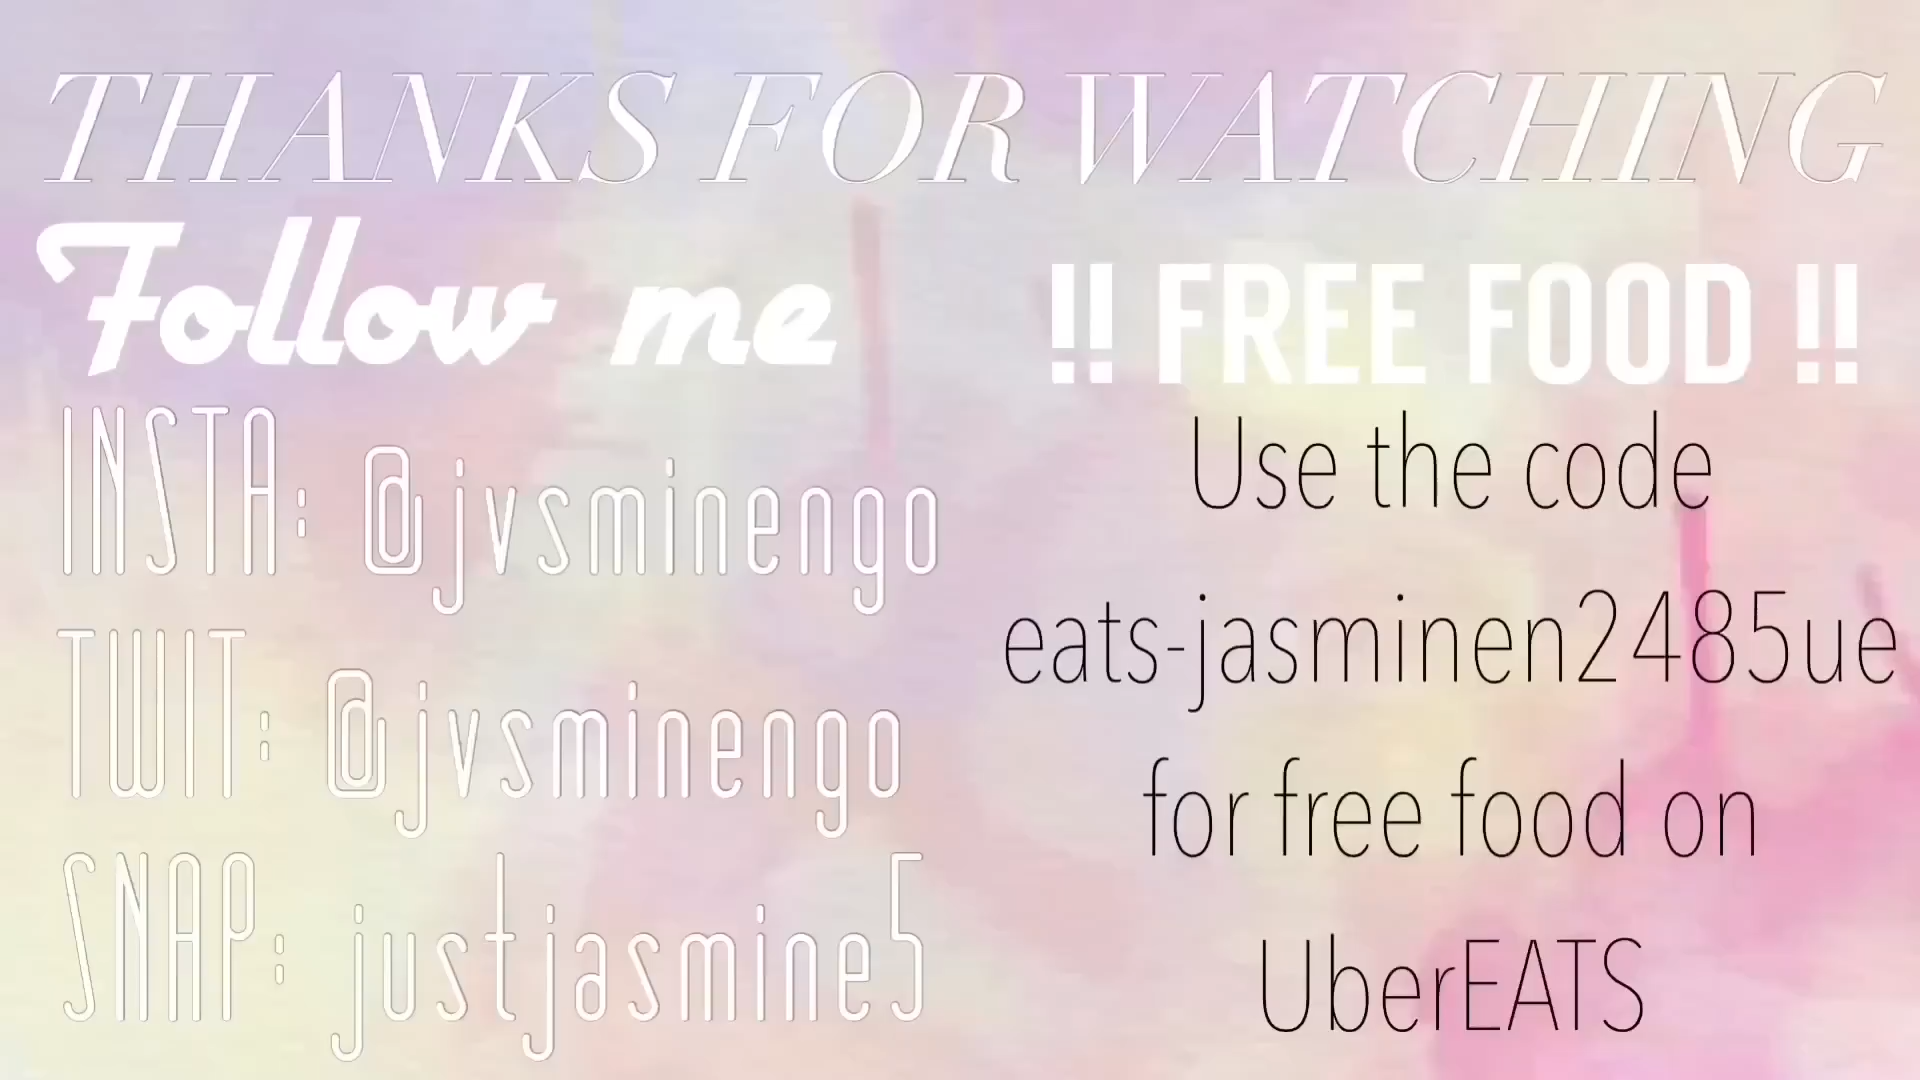 THANKS FOR WATCHING
Follow me
INSTA: @jvsminengo
TWIT: @jvsminengo
SNAP: justjasmine5
!! FREE FOOD !!
Use the code
eats-jasminen2485ue
for free food on
UberEATS